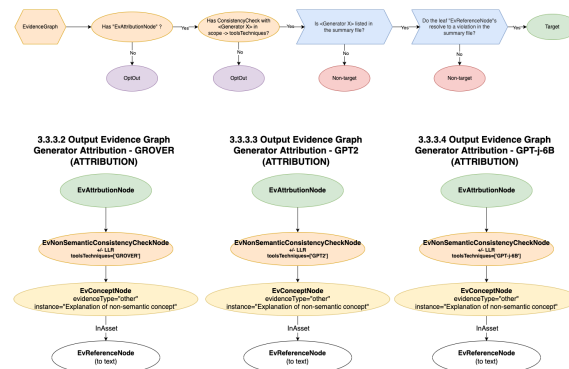 EvidenceGraph
Has "EvAttributionNode" ?
Yes
Has ConsistencyCheck with
<Generator X> in
scope -> toolsTechniques?
Yes
Is <Generator X> listed in
the summary file?
Yes
Do the leaf "EvReferenceNode's
resolve to a violation in the
summary file?
Yes
Target
No
No
No
No
OptOut
OptOut
Non-target
Non-target
3.3.3.2 Output Evidence Graph
Generator Attribution - GROVER
(ATTRIBUTION)
3.3.3.3 Output Evidence Graph
Generator Attribution - GPT2
(ATTRIBUTION)
3.3.3.4 Output Evidence Graph
Generator Attribution - GPT-j-6B
(ATTRIBUTION)
EvAttrbutionNode
EvAttrbutionNode
EvAttrbutionNode
EvNonSemanticConsistencyCheckNode
+/- LLR
toolsTechniques=['GROVER']
EvNonSemanticConsistencyCheckNode
+/- LLR
toolsTechniques=['GPT2']
EvNonSemanticConsistencyCheckNode
+/- LLR
toolsTechniques=['GPT-j-6B']
EvConceptNode
evidenceType="other"
instance="Explanation of non-semantic concept"
EvConceptNode
evidenceType="other"
instance="Explanation of non-semantic concept"
EvConceptNode
evidenceType="other"
instance="Explanation of non-semantic concept"
InAsset
InAsset
InAsset
EvReferenceNode
(to text)
EvReferenceNode
(to text)
EvReferenceNode
(to text)